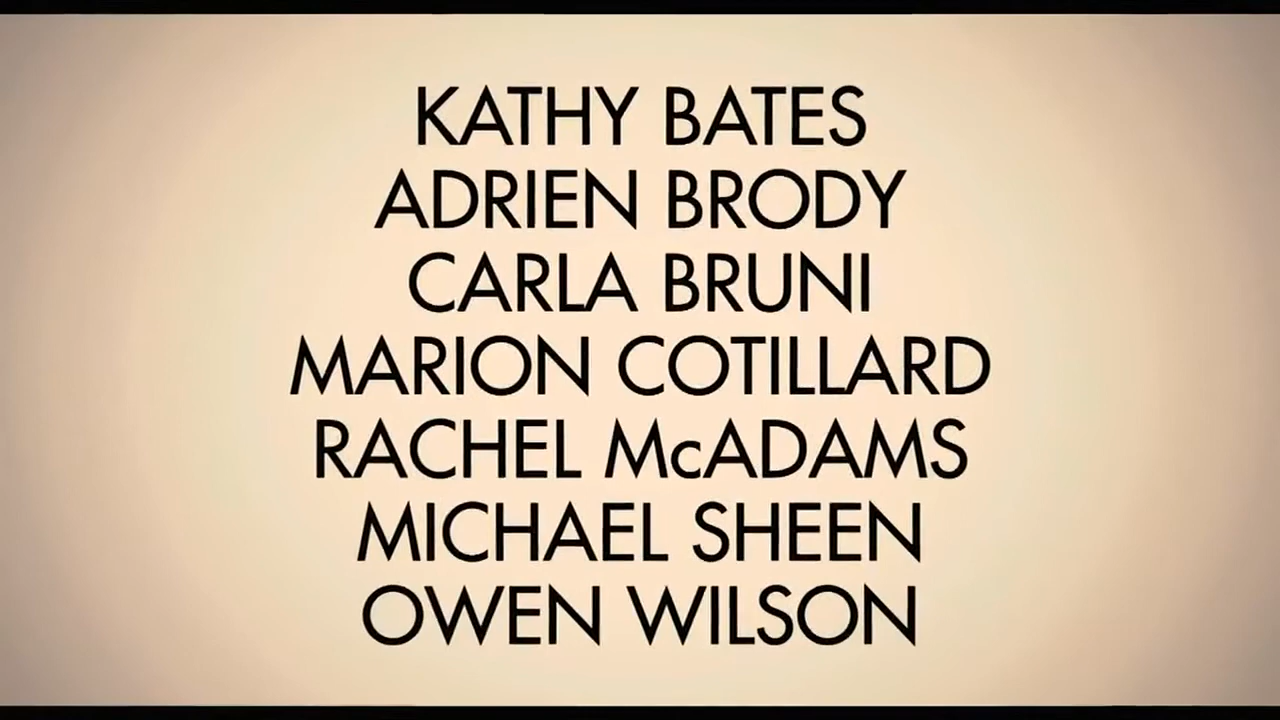 KATHY BATES
ADRIEN BRODY
CARLA BRUNI
MARION COTILLARD
RACHEL McADAMS
MICHAEL SHEEN
OWEN WILSON